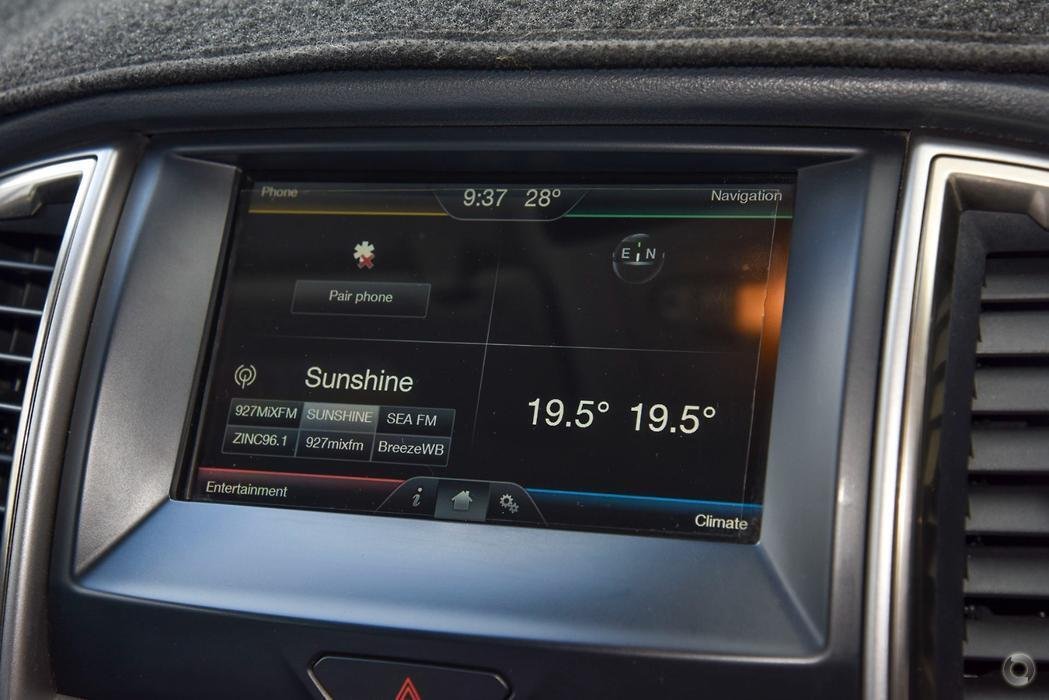 Phone 9:37 28° Navigation
E N
Pair phone
Sunshine
927MiXFM SUNSHINE SEA FM
ZINC96.1 927mixfm BreezeWB
19.5° 19.5°
Entertainment
i
Climate